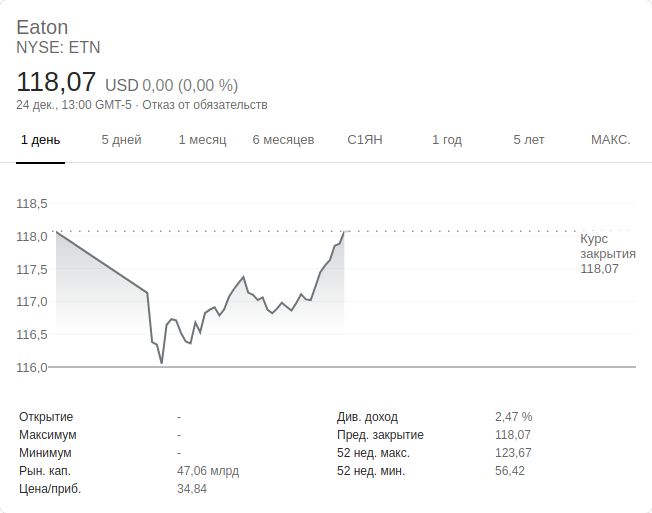 Eaton
NYSE: ETN
118,07 USD 0,00 (0,00 %)
24 дек., 13:00 GMT-5 · Отказ от обязательств
1 день 5 дней 1 месяц 6 месяцев С1ЯН 1 год 5 лет МАКС.
118,5
118,0
117,5
117,0
116,5
116,0
Курс
закрытия
118,07
Открытие -
Максимум -
Минимум -
Рын. кап. 47,06 млрд
Цена/приб. 34,84
Див. доход 2,47 %
Пред. закрытие 118,07
52 нед. макс. 123,67
52 нед. мин. 56,42